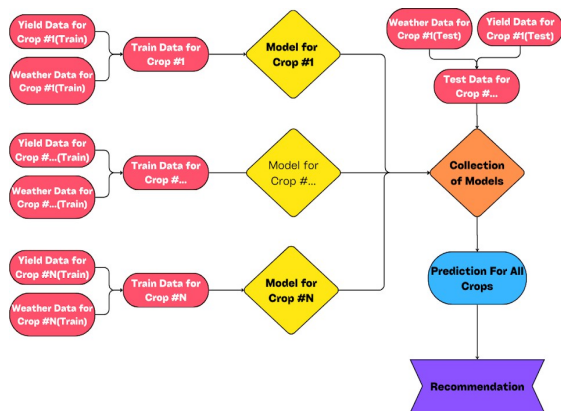 Yield Data for
Crop #1(Train)
Weather Data for
Crop #1(Train)
Train Data for
Crop #1
Model for
Crop #1
Weather Data for
Crop #1(Test)
Yield Data for
Crop #1(Test)
Test Data for
Crop #...
Yield Data for
Crop #...(Train)
Weather Data for
Crop #...(Train)
Train Data for
Crop #...
Model for
Crop #...
Collection
of Models
Yield Data for
Crop #N(Train)
Weather Data for
Crop #N(Train)
Train Data for
Crop #N
Model for
Crop #N
Prediction For All
Crops
Recommendation